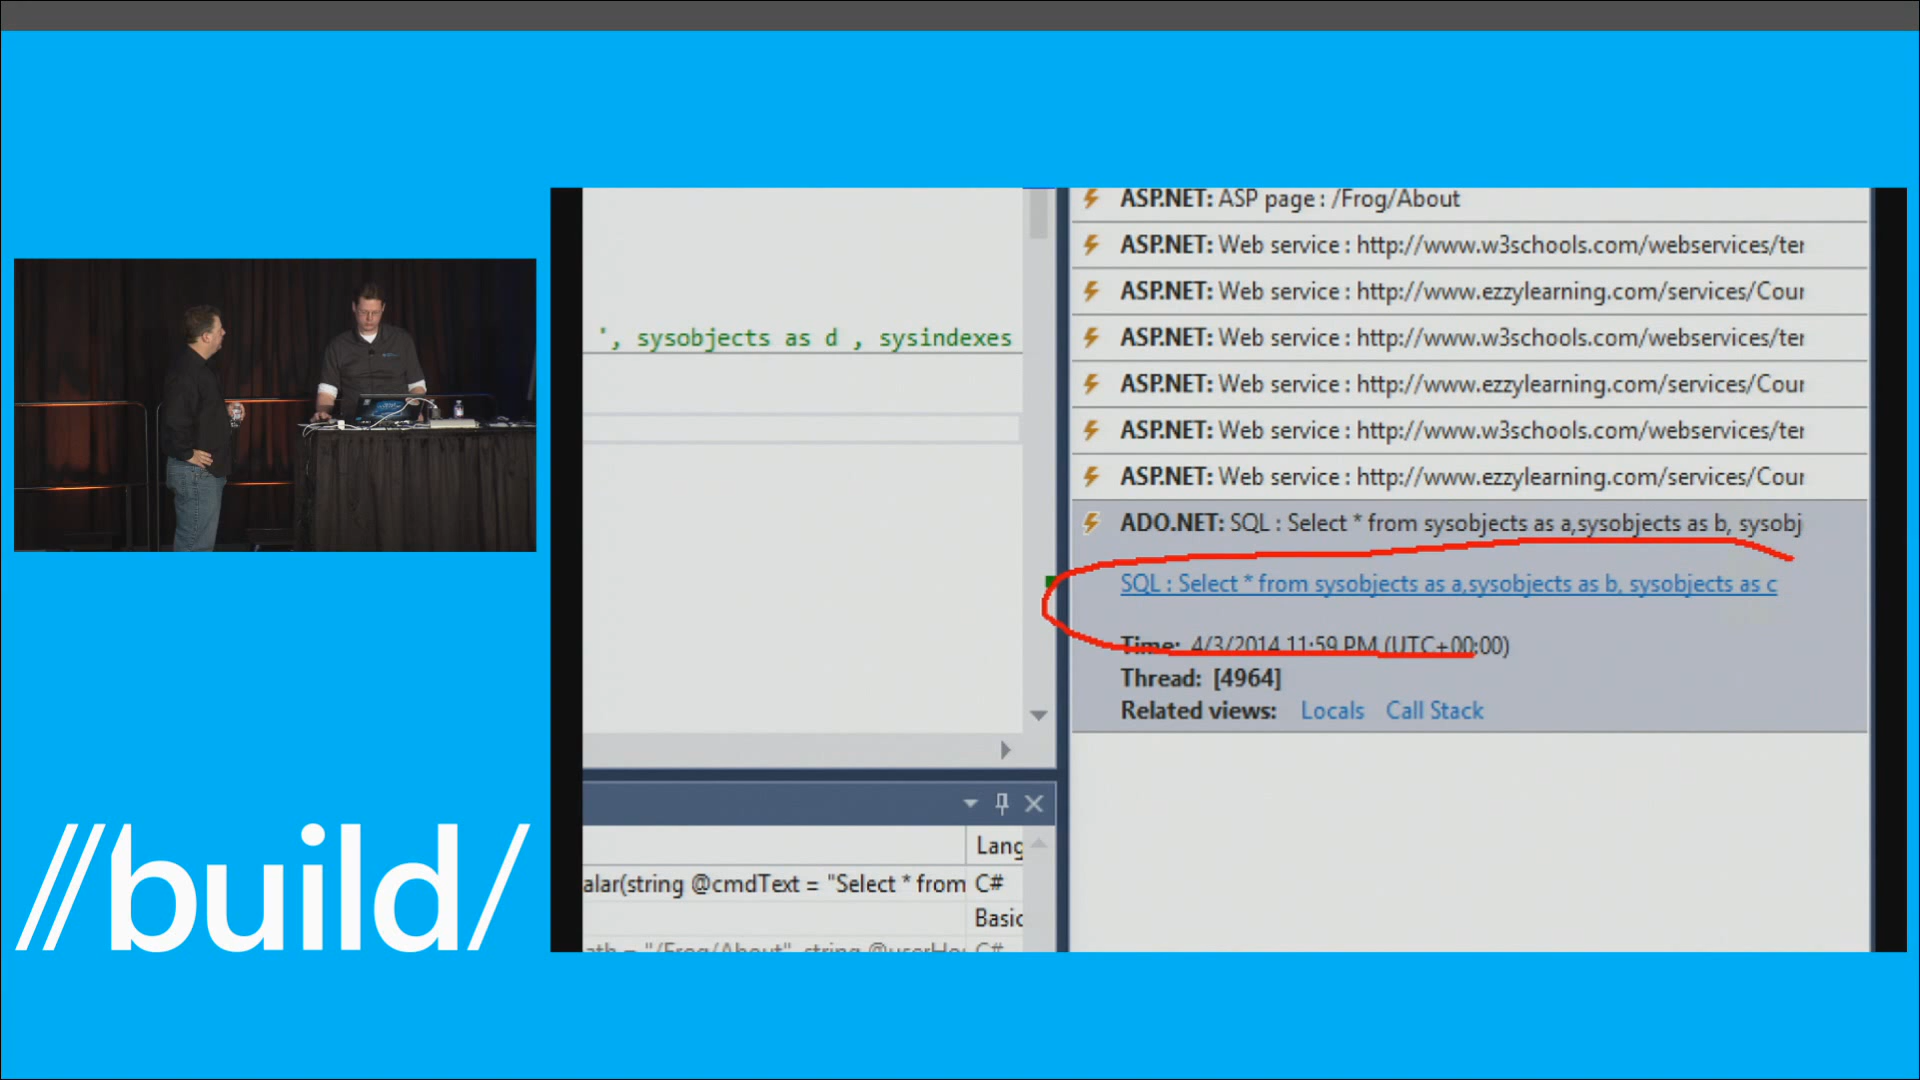 ASP.NET: ASP page : /Frog/About
ASP.NET: Web service : http://www.w3schools.com/webservices/ter
ASP.NET: Web service : http://www.ezzylearning.com/services/Cour
', sysobjects as d , sysindexes
ASP.NET: Web service : http://www.w3schools.com/webservices/ter
ASP.NET: Web service : http://www.ezzylearning.com/services/Cour
ASP.NET: Web service : http://www.w3schools.com/webservices/ter
ASP.NET: Web service : http://www.ezzylearning.com/services/Cour
ADO.NET: SQL : Select * from sysobjects as a,sysobjects as b, sysobj
SQL : Select * from sysobjects as a,sysobjects as b, sysobjects as c
Time: 4/3/2014 11:59 PM (UTC+00:00)
Thread: [4964]
Related views: Locals Call Stack
Lang
alar(string @cmdText = "Select * from C#
Basic
ath = "/Frog/About", string @userHo C#
//build/